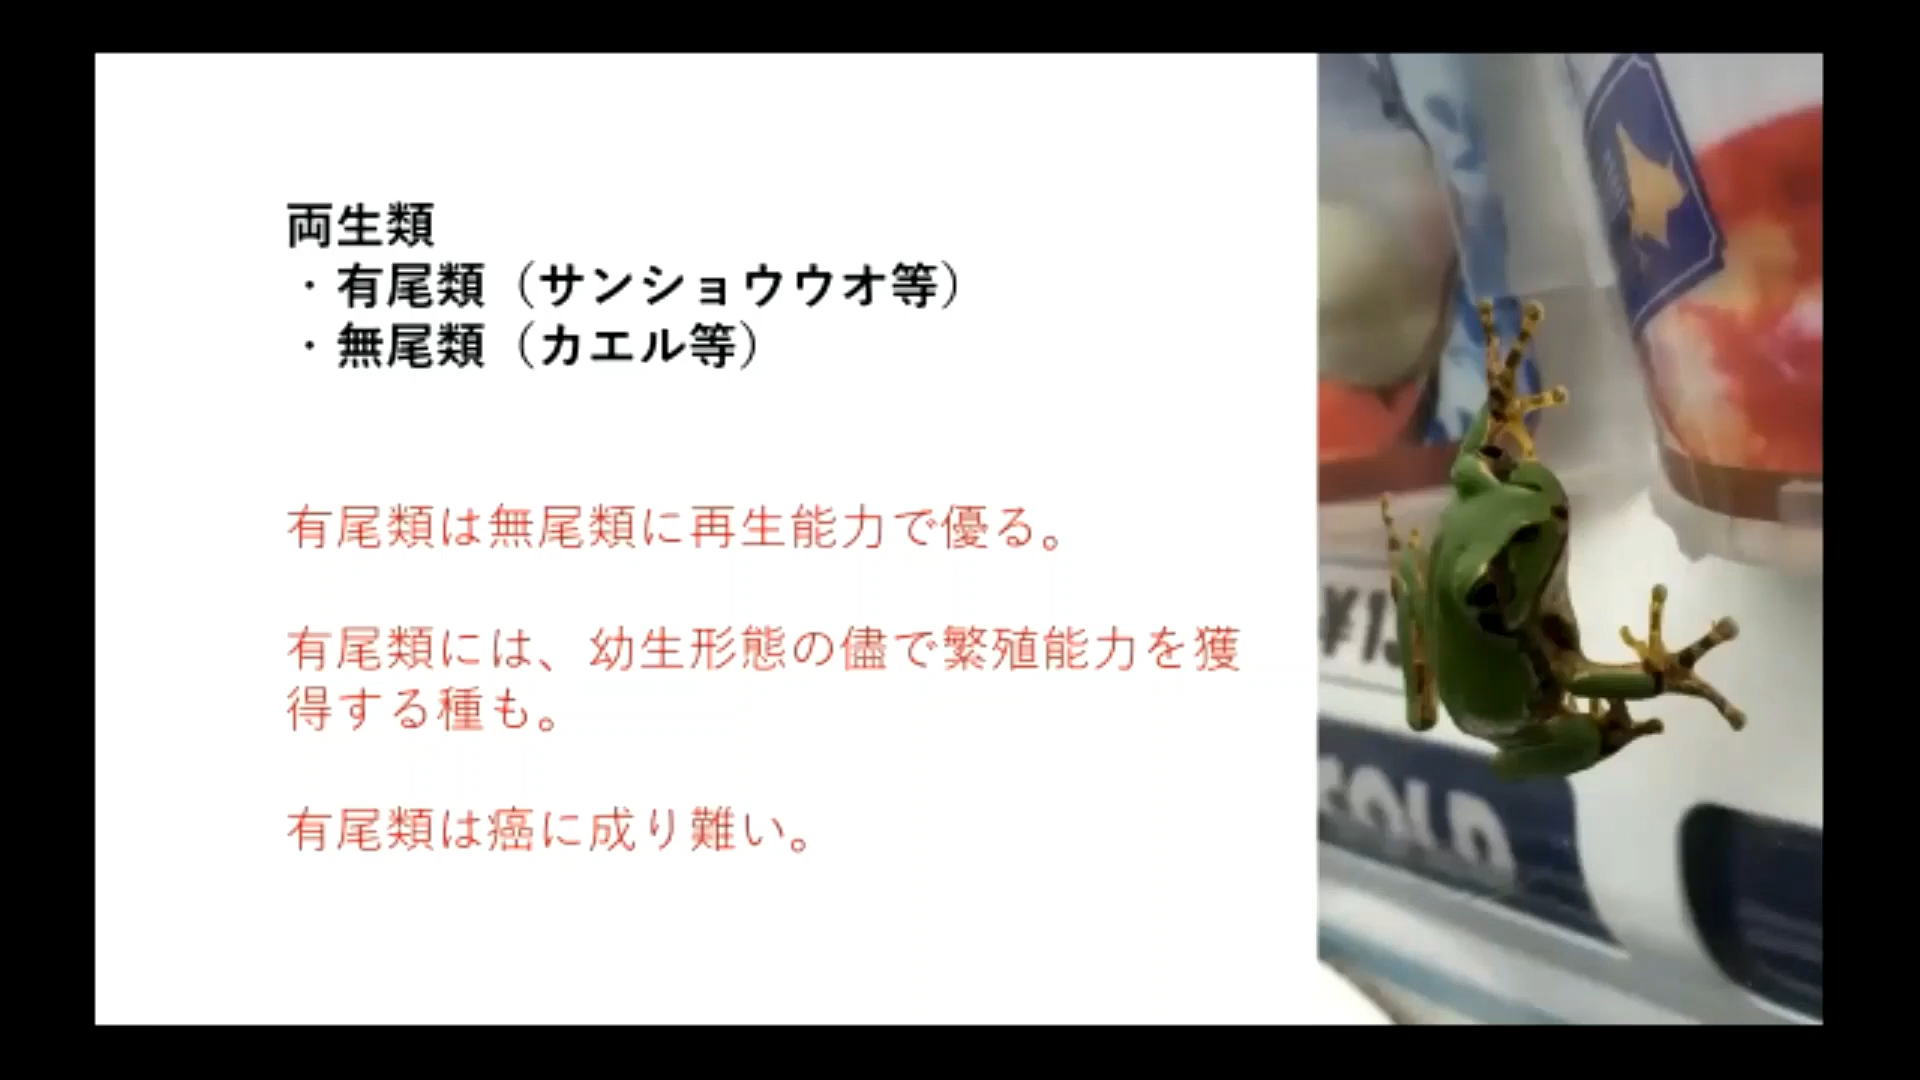 両生類
・有尾類（サンショウウオ等）
・無尾類（カエル等）
有尾類は無尾類に再生能力で優る。
有尾類には、幼生形態の儘で繁殖能力を獲
得する種も。
有尾類は癌に成り難い。
¥1
COLD